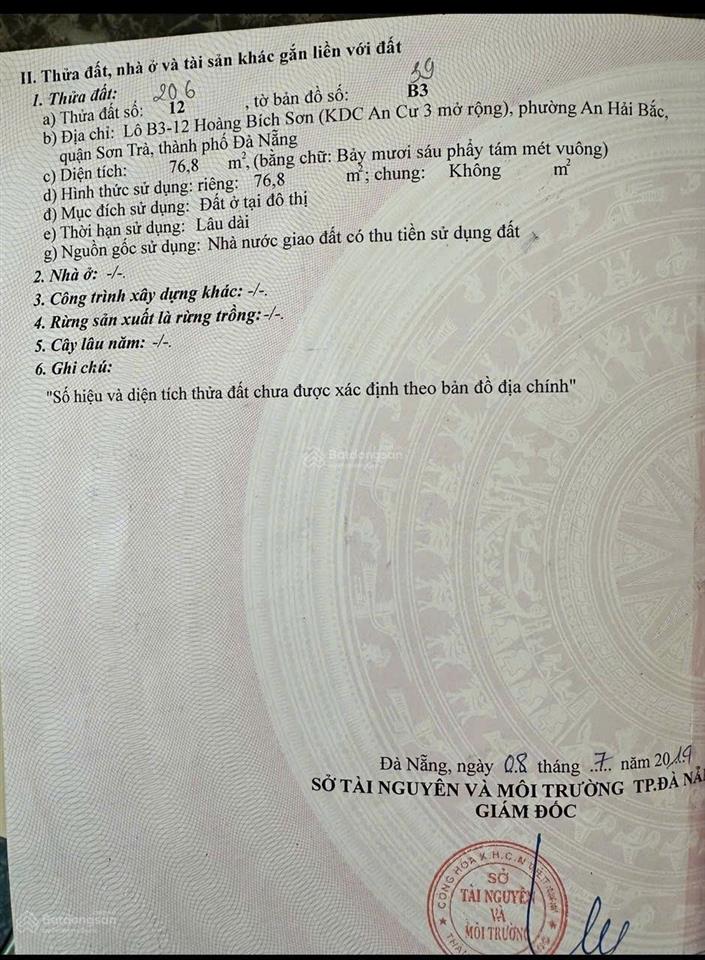 II. Thửa đất, nhà ở và tài sản khác gắn liền với đất
1. Thửa đất: 206 39
a) Thửa đất số: 12 , tờ bản đồ số: B3
b) Địa chỉ: Lô B3-12 Hoàng Bích Sơn (KDC An Cư 3 mở rộng), phường An Hải Bắc,
quận Sơn Trà, thành phố Đà Nẵng
c) Diện tích: 76,8 m², (bằng chữ: Bảy mươi sáu phẩy tám mét vuông)
d) Hình thức sử dụng: riêng: 76,8 m²; chung: Không m²
đ) Mục đích sử dụng: Đất ở tại đô thị
e) Thời hạn sử dụng: Lâu dài
g) Nguồn gốc sử dụng: Nhà nước giao đất có thu tiền sử dụng đất
2. Nhà ở: -/-.
3. Công trình xây dựng khác: -/-.
4. Rừng sản xuất là rừng trồng: -/-.
5. Cây lâu năm: -/-.
6. Ghi chú:
"Số hiệu và diện tích thửa đất chưa được xác định theo bản đồ địa chính"
Batdongsan
Đà Nẵng, ngày 08 tháng 7 năm 2019
SỞ TÀI NGUYÊN VÀ MÔI TRƯỜNG TP.ĐÀ NẴ
GIÁM ĐỐC
CỘNG HÒA X.H.C.N VIỆT NAM
SỞ
TÀI NGUYÊN
VÀ
MÔI TRƯỜNG
Batdongsan